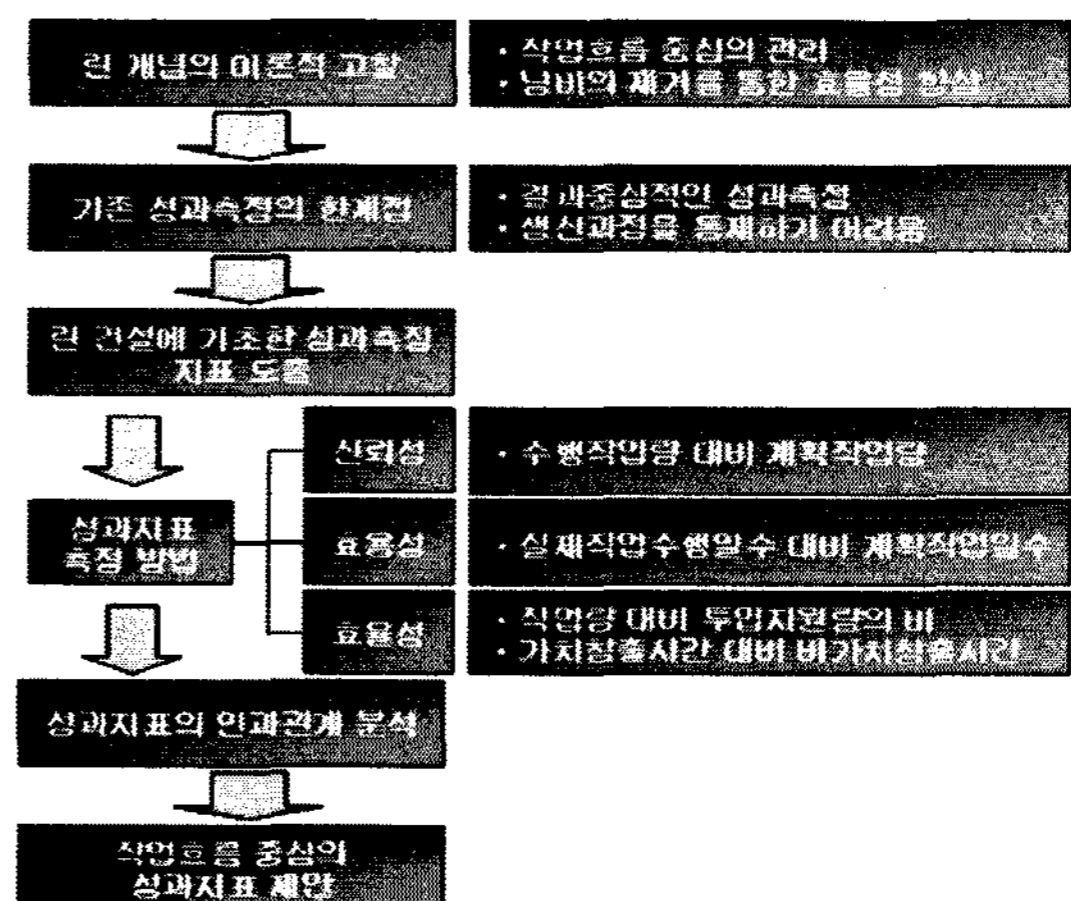 린 개념의 이론적 고찰
· 작업흐름 중심의 관리
· 낭비의 제거를 통한 효율성 향상
기존 성과측정의 한계점
· 결과중심적인 성과측정
· 생산과정을 통제하기 어려움
린 건설에 기초한 성과측정
지표 도출
신뢰성
· 수행작업량 대비 계획작업량
성과지표
측정 방법
효용성
· 실제작업수행일수 대비 계획작업일수
효율성
· 작업량 대비 투입자원량의 비
· 가치창출시간 대비 비가치창출시간
성과지표의 인과관계 분석
작업흐름 중심의
성과지표 제안